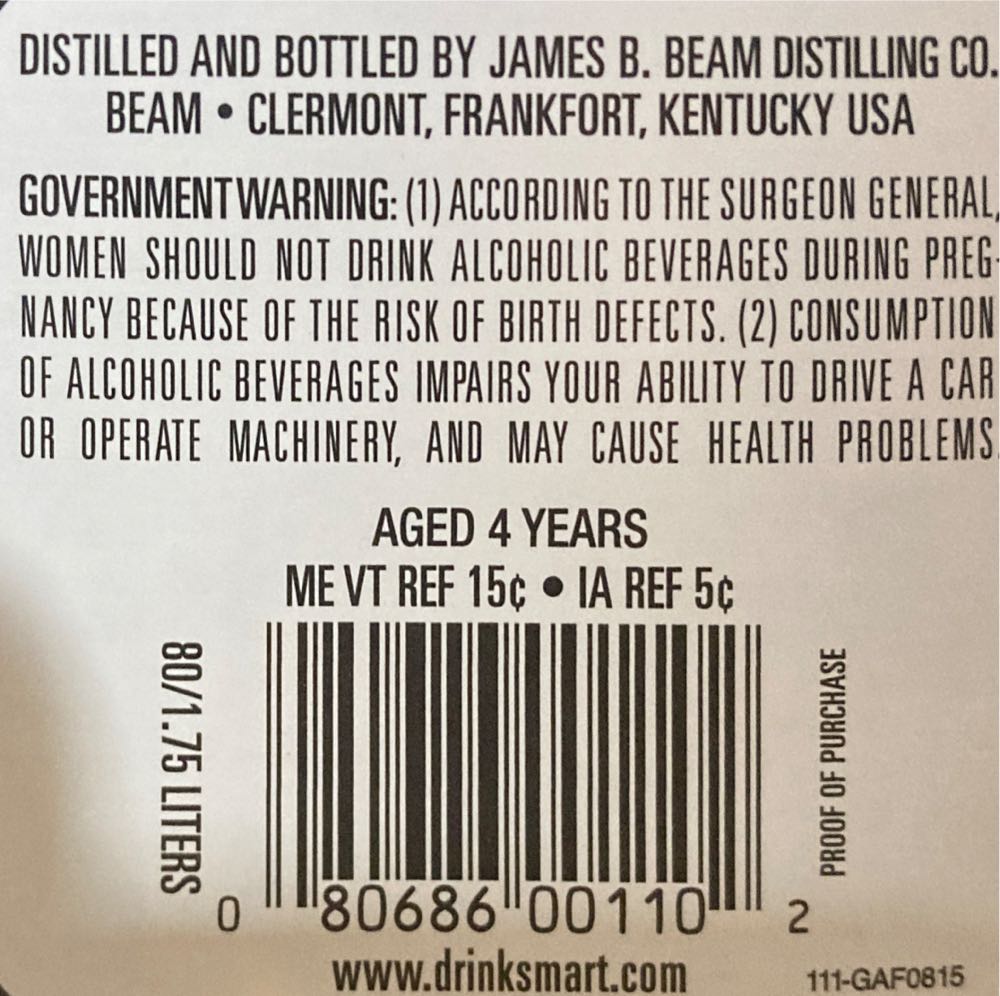 DISTILLED AND BOTTLED BY JAMES B. BEAM DISTILLING CO.
BEAM • CLERMONT, FRANKFORT, KENTUCKY USA
GOVERNMENT WARNING: (1) ACCORDING TO THE SURGEON GENERAL,
WOMEN SHOULD NOT DRINK ALCOHOLIC BEVERAGES DURING PREG-
NANCY BECAUSE OF THE RISK OF BIRTH DEFECTS. (2) CONSUMPTION
OF ALCOHOLIC BEVERAGES IMPAIRS YOUR ABILITY TO DRIVE A CAR
OR OPERATE MACHINERY, AND MAY CAUSE HEALTH PROBLEMS.
AGED 4 YEARS
ME VT REF 15¢ • IA REF 5¢
80/1.75 LITERS
PROOF OF PURCHASE
0 80686 00110 2
www.drinksmart.com
111-GAF0815